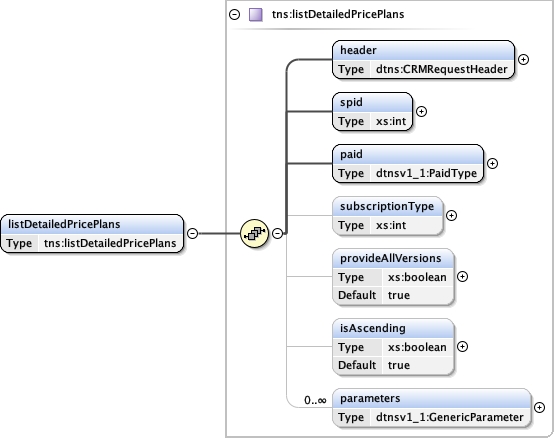 tns:listDetailedPricePlans
header
Type dtns:CRMRequestHeader
spid
Type xs:int
paid
Type dtnsv1_1:PaidType
listDetailedPricePlans
Type tns:listDetailedPricePlans
subscriptionType
Type xs:int
provideAllVersions
Type xs:boolean
Default true
isAscending
Type xs:boolean
Default true
0..∞
parameters
Type dtnsv1_1:GenericParameter